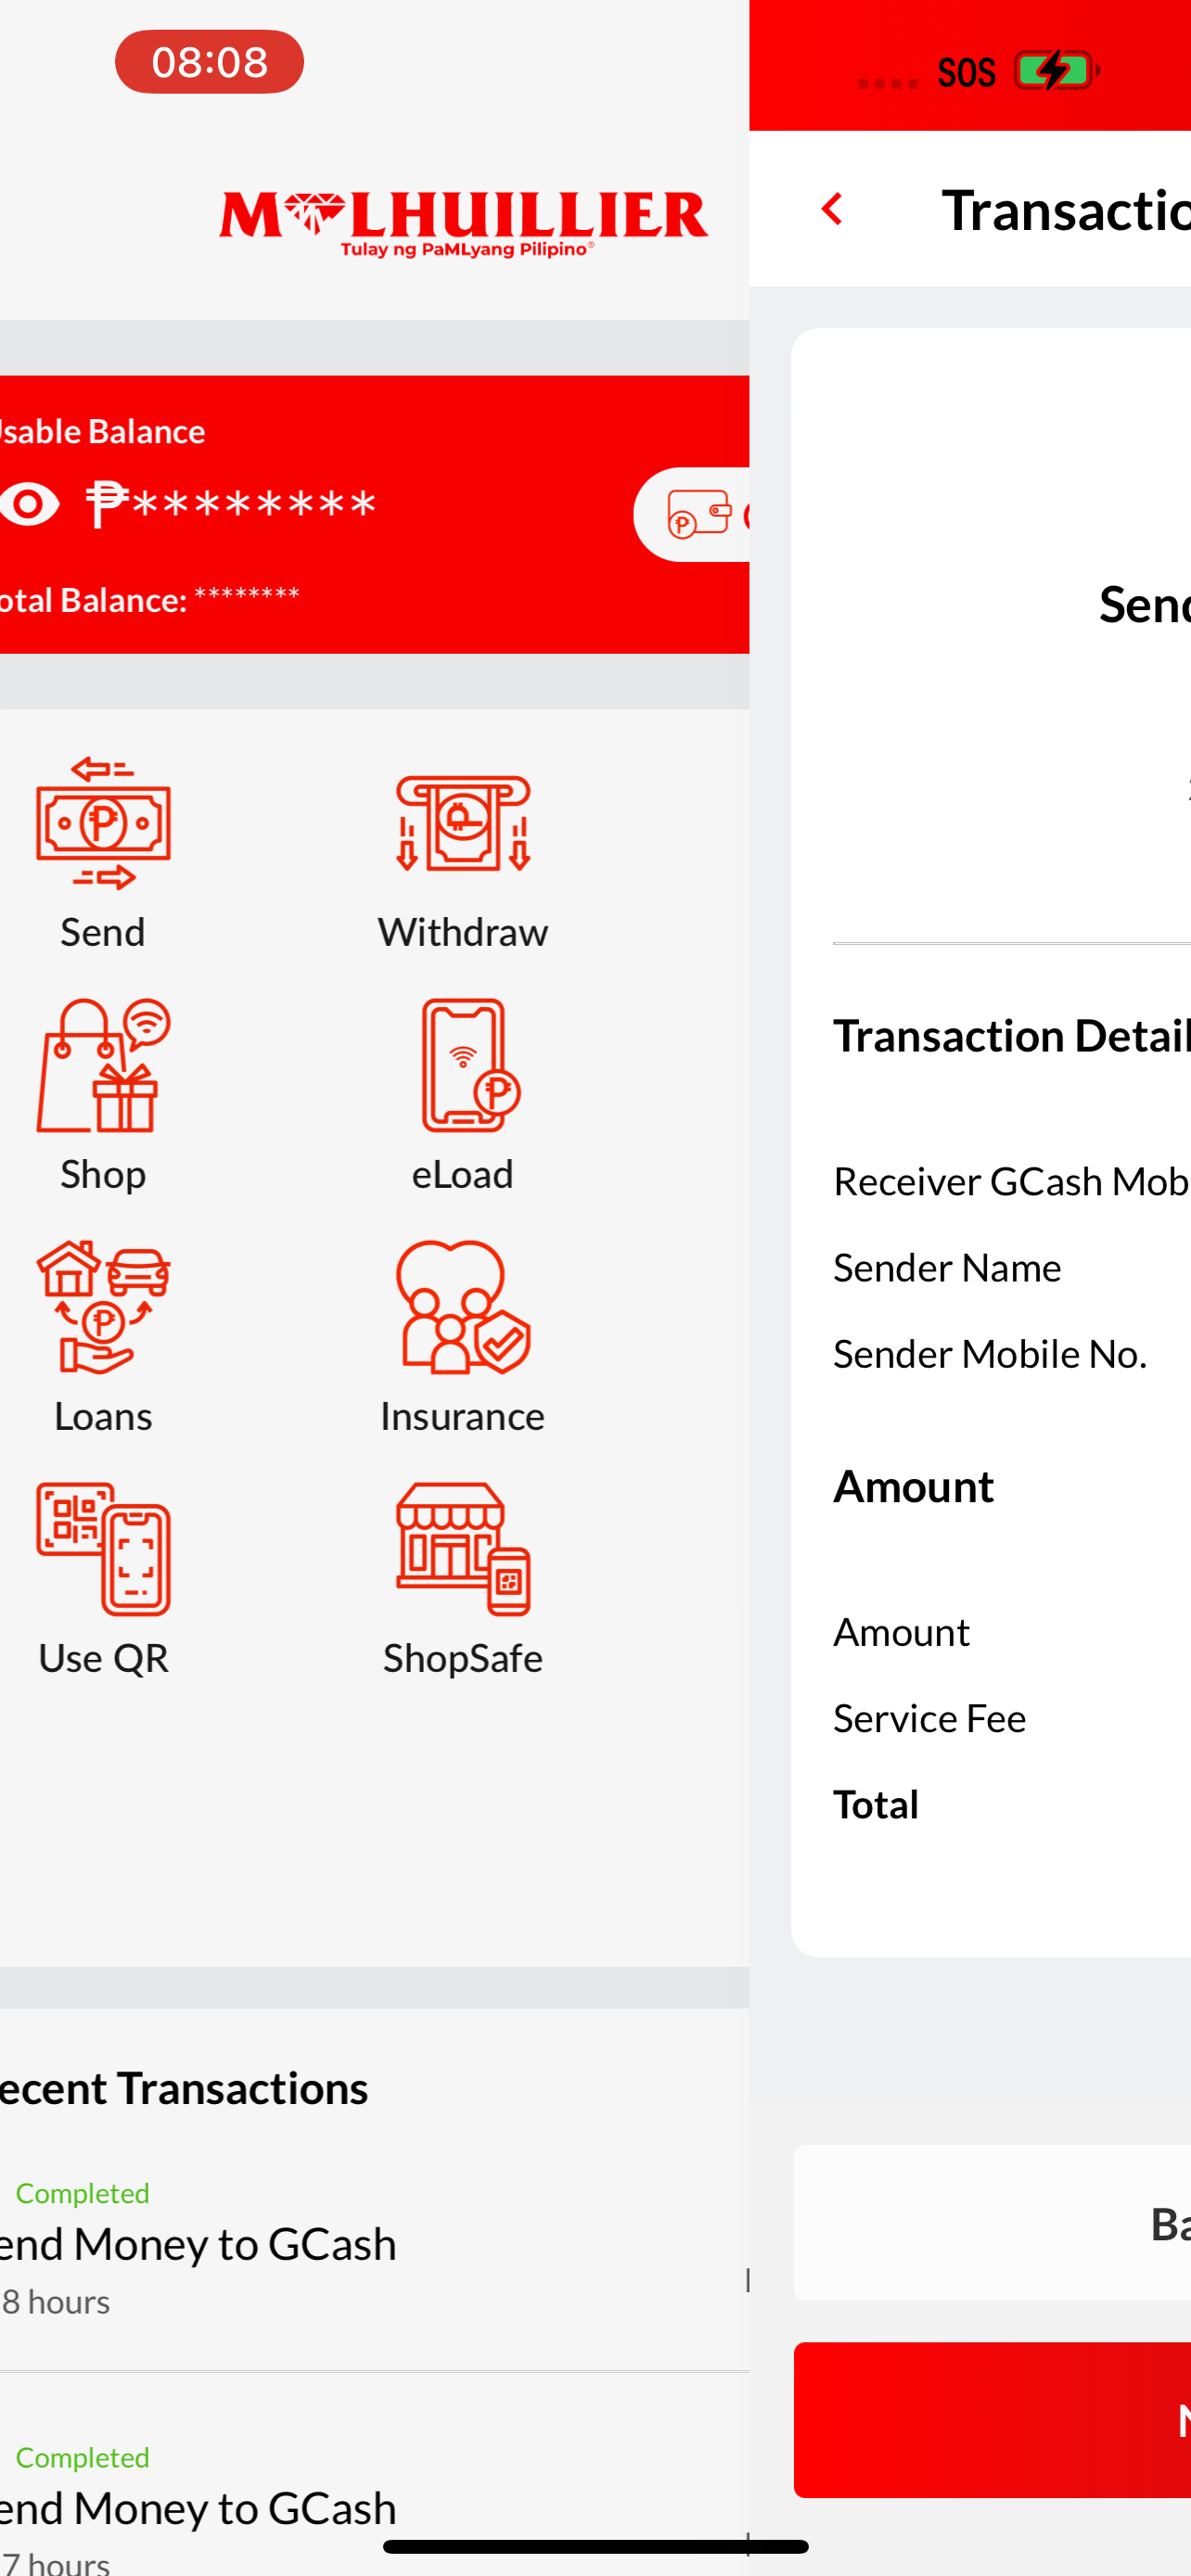 08:08
SOS
M LHUILLIER
Tulay ng PaMLyang Pilipino®
sable Balance
₱********
otal Balance: ********
Send
Withdraw
Shop
eLoad
Loans
Insurance
Use QR
ShopSafe
ecent Transactions
Completed
end Money to GCash
8 hours
Completed
end Money to GCash
7 hours
Transactio
Send
Transaction Detail
Receiver GCash Mob
Sender Name
Sender Mobile No.
Amount
Amount
Service Fee
Total
Ba